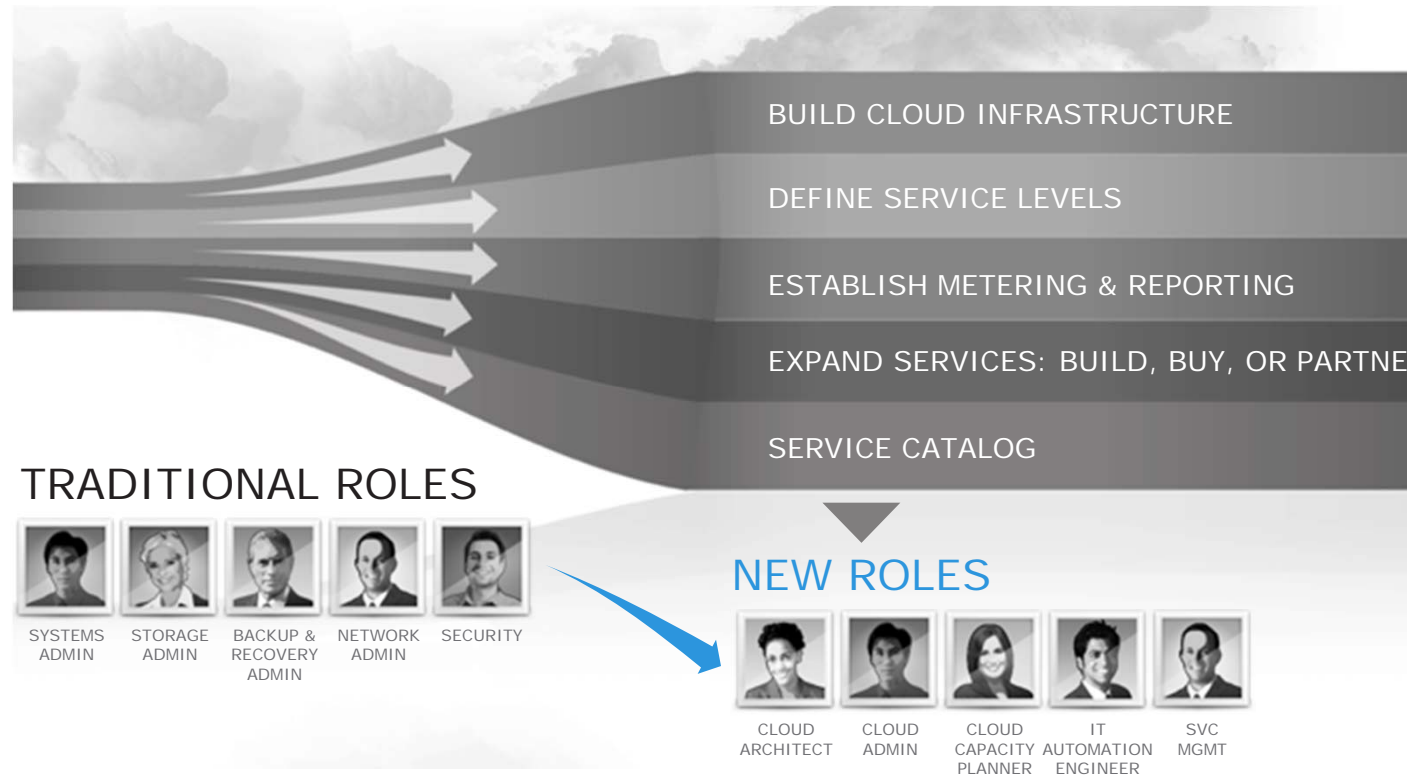 BUILD CLOUD INFRASTRUCTURE
DEFINE SERVICE LEVELS
ESTABLISH METERING & REPORTING
EXPAND SERVICES: BUILD, BUY, OR PARTNE
SERVICE CATALOG
TRADITIONAL ROLES
SYSTEMS
ADMIN
STORAGE
ADMIN
BACKUP &
RECOVERY
ADMIN
NETWORK
ADMIN
SECURITY
NEW ROLES
CLOUD
ARCHITECT
CLOUD
ADMIN
CLOUD
CAPACITY
PLANNER
IT
AUTOMATION
ENGINEER
SVC
MGMT